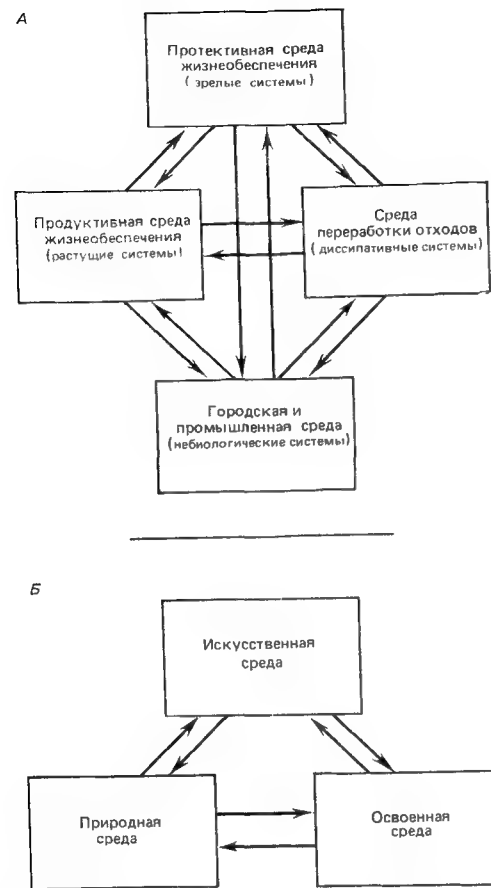 А
Протективная среда
жизнеобеспечения
( зрелые системы)
Продуктивная среда
жизнеобеспечения
(растущие системы)
Среда
переработки отходов
(диссипативные системы)
Городская и
промышленная среда
(небиологические системы)
Б
Искусственная
среда
Природная
среда
Освоенная
среда